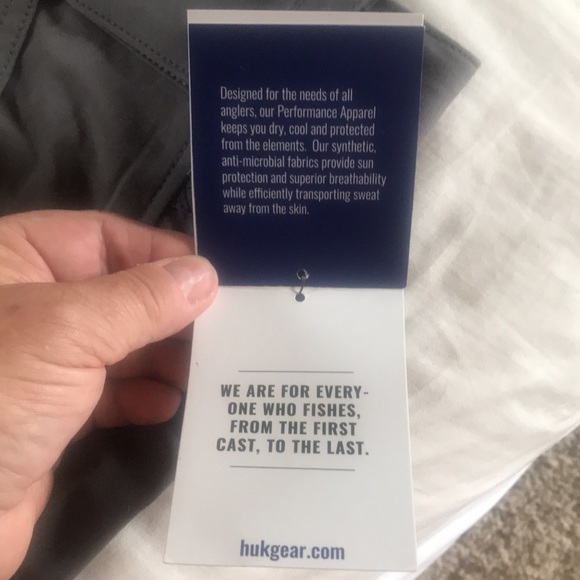 Designed for the needs of all
anglers, our Performance Apparel
keeps you dry, cool and protected
from the elements. Our synthetic,
anti-microbial fabrics provide sun
protection and superior breathability
while efficiently transporting sweat
away from the skin.
WE ARE FOR EVERY-
ONE WHO FISHES,
FROM THE FIRST
CAST, TO THE LAST.
hukgear.com